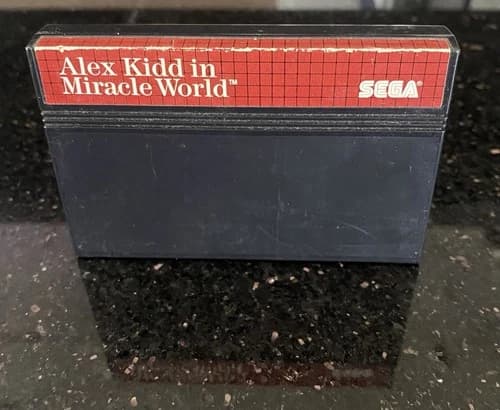 Alex Kidd in
Miracle World™
SEGA®